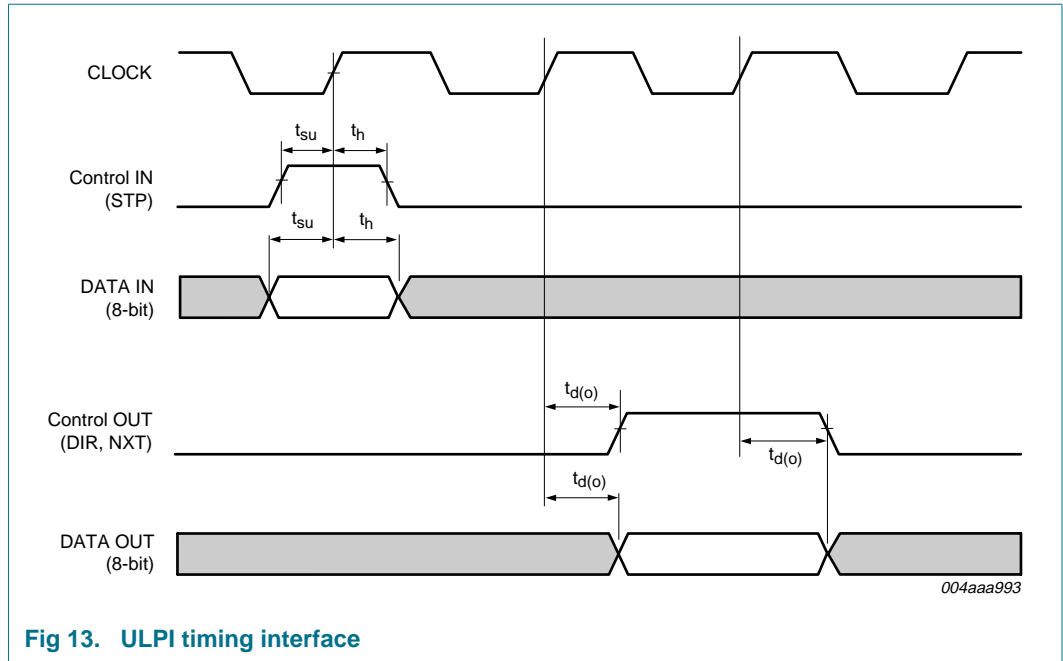 CLOCK
t_su t_h
Control IN
(STP)
t_su t_h
DATA IN
(8-bit)
t_d(o)
Control OUT
(DIR, NXT)
t_d(o)
t_d(o)
DATA OUT
(8-bit)
004aaa993
Fig 13. ULPI timing interface